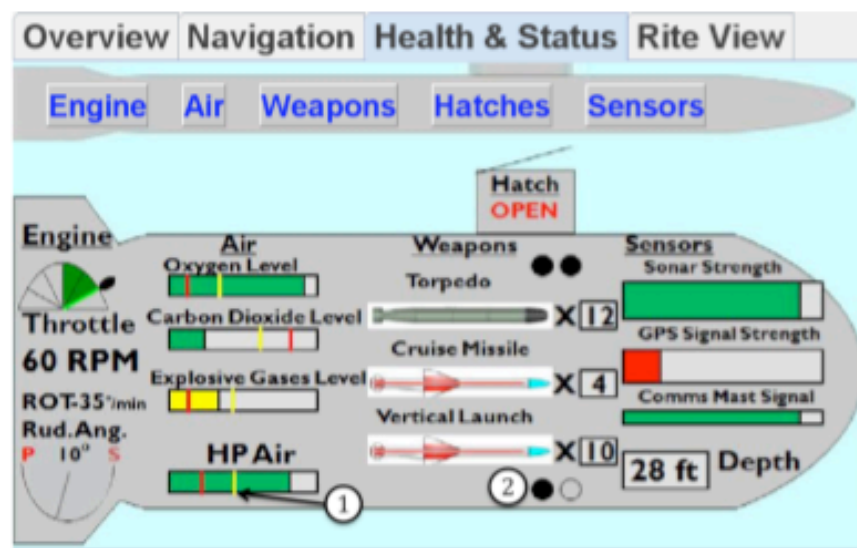 Overview Navigation Health & Status Rite View
Engine Air Weapons Hatches Sensors
Hatch
OPEN
Engine
Throttle
60 RPM
ROT-35°/min
Rud.Ang.
P 10° S
Air
Oxygen Level
Carbon Dioxide Level
Explosive Gases Level
HP Air
1
Weapons
Torpedo
X 12
Cruise Missile
X 4
Vertical Launch
X 10
2
Sensors
Sonar Strength
GPS Signal Strength
Comms Mast Signal
28 ft Depth